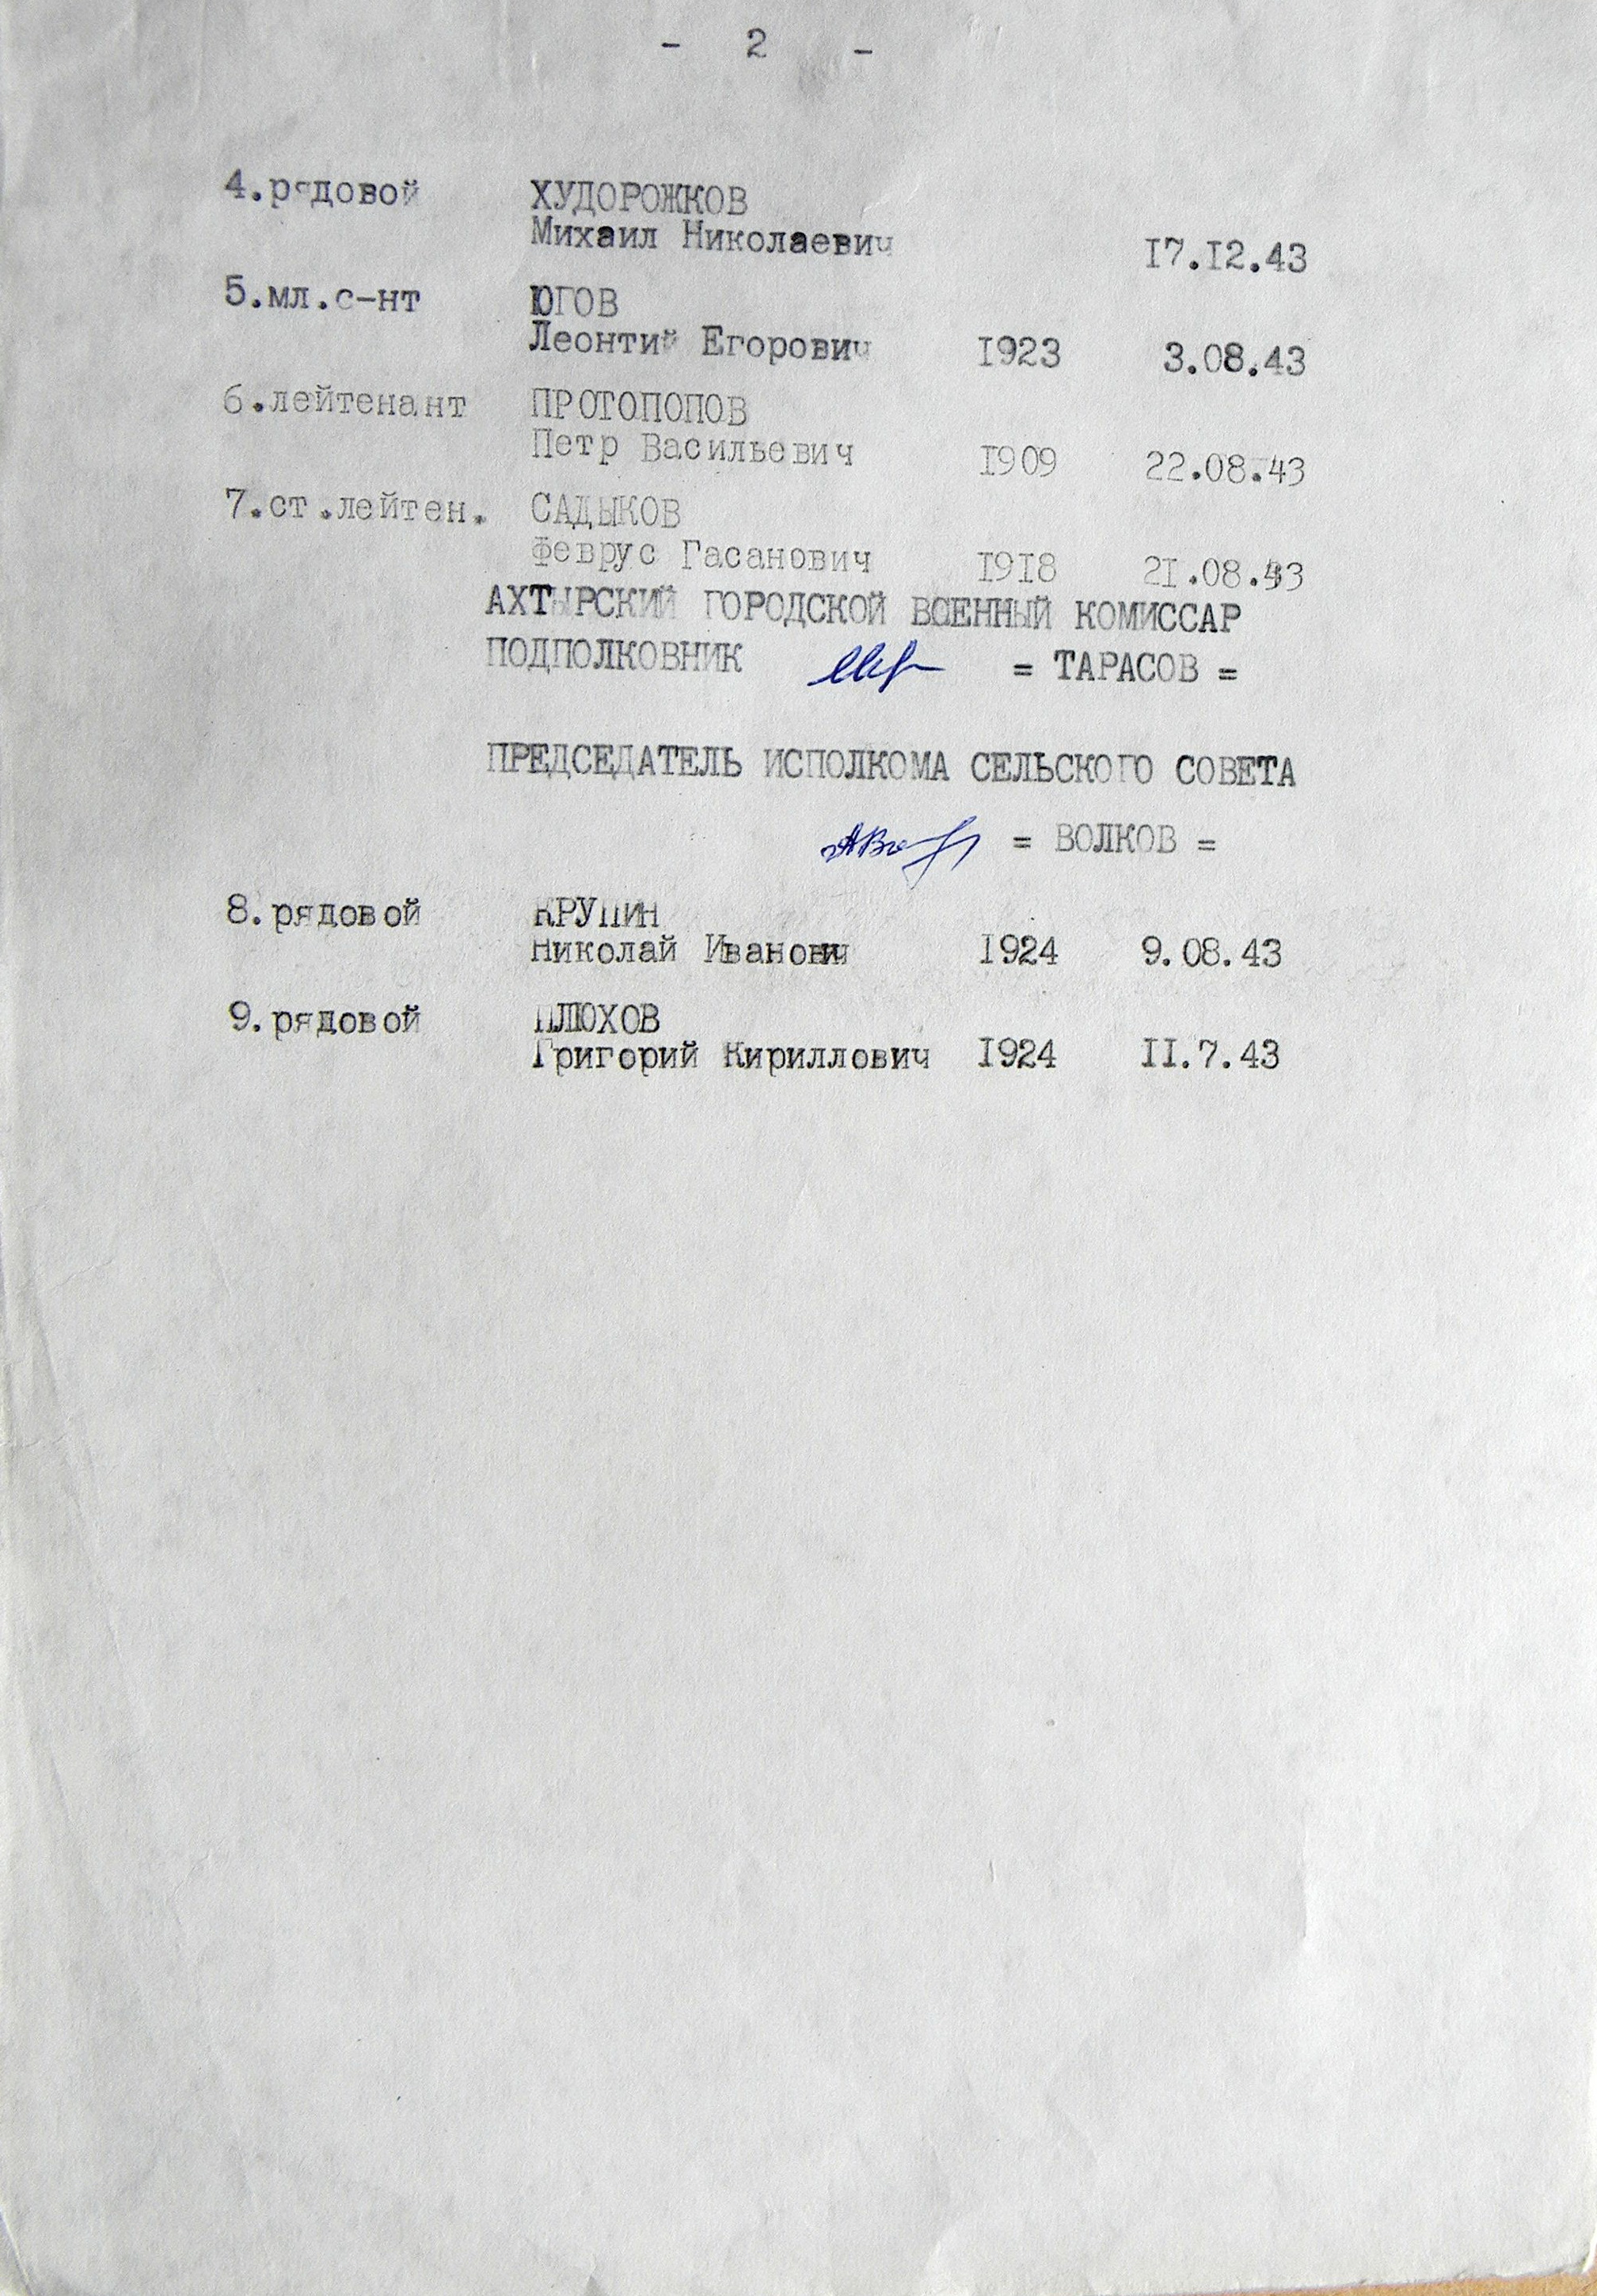 - 2 -
4.рядовой ХУДОРОЖКОВ
Михаил Николаевич 17.12.43
5.мл.с-нт ЮГОВ
Леонтий Егорович 1923 3.08.43
6.лейтенант ПРОТОПОПОВ
Петр Васильевич 1909 22.08.43
7.ст.лейтен. САДЫКОВ
Феврус Гасанович 1918 21.08.43
АХТЫРСКИЙ ГОРОДСКОЙ ВОЕННЫЙ КОМИССАР
ПОДПОЛКОВНИК = ТАРАСОВ =
ПРЕДСЕДАТЕЛЬ ИСПОЛКОМА СЕЛЬСКОГО СОВЕТА
= ВОЛКОВ =
8.рядовой КРУПИН
Николай Иванович 1924 9.08.43
9.рядовой ПЛЮХОВ
Григорий Кириллович 1924 11.7.43